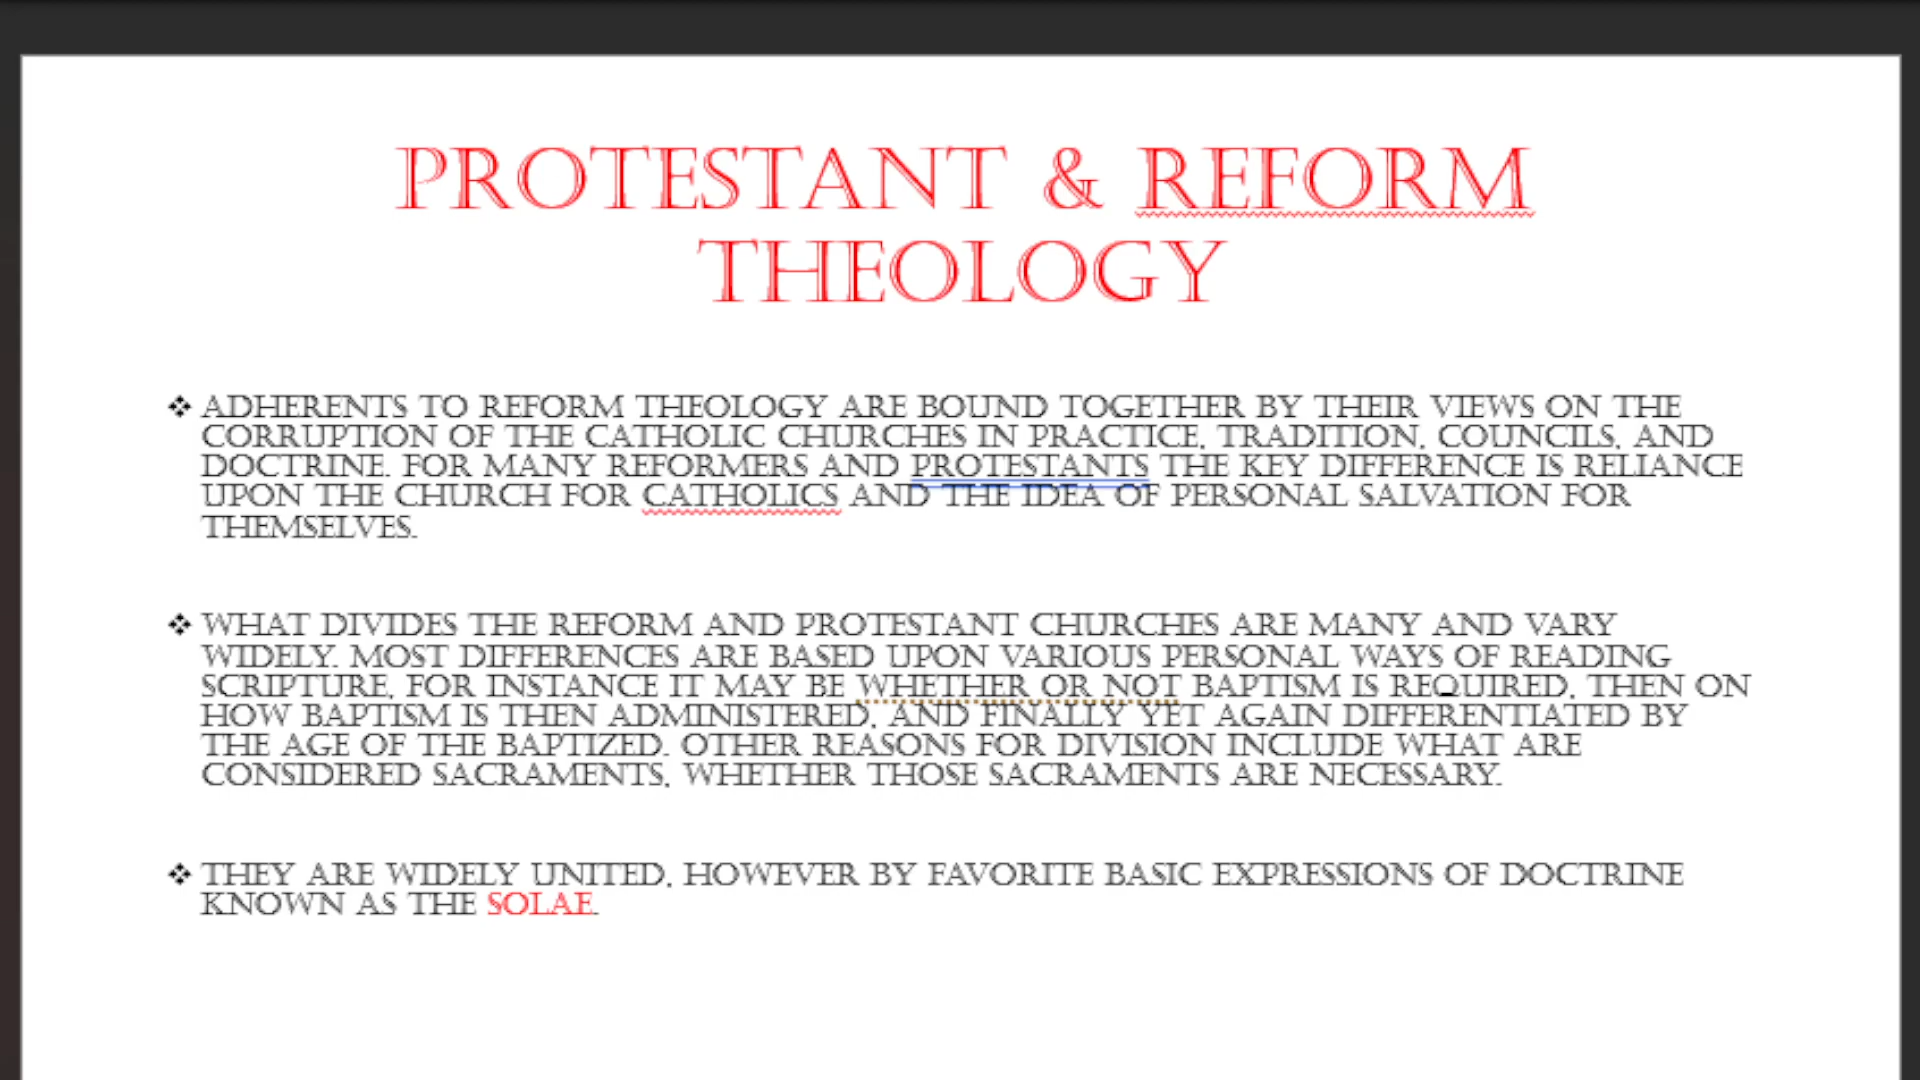 PROTESTANT & REFORM
THEOLOGY
❖ ADHERENTS TO REFORM THEOLOGY ARE BOUND TOGETHER BY THEIR VIEWS ON THE
CORRUPTION OF THE CATHOLIC CHURCHES IN PRACTICE, TRADITION, COUNCILS, AND
DOCTRINE. FOR MANY REFORMERS AND PROTESTANTS THE KEY DIFFERENCE IS RELIANCE
UPON THE CHURCH FOR CATHOLICS AND THE IDEA OF PERSONAL SALVATION FOR
THEMSELVES.
❖ WHAT DIVIDES THE REFORM AND PROTESTANT CHURCHES ARE MANY AND VARY
WIDELY. MOST DIFFERENCES ARE BASED UPON VARIOUS PERSONAL WAYS OF READING
SCRIPTURE, FOR INSTANCE IT MAY BE WHETHER OR NOT BAPTISM IS REQUIRED, THEN ON
HOW BAPTISM IS THEN ADMINISTERED, AND FINALLY YET AGAIN DIFFERENTIATED BY
THE AGE OF THE BAPTIZED. OTHER REASONS FOR DIVISION INCLUDE WHAT ARE
CONSIDERED SACRAMENTS, WHETHER THOSE SACRAMENTS ARE NECESSARY.
❖ THEY ARE WIDELY UNITED, HOWEVER BY FAVORITE BASIC EXPRESSIONS OF DOCTRINE
KNOWN AS THE SOLAE.